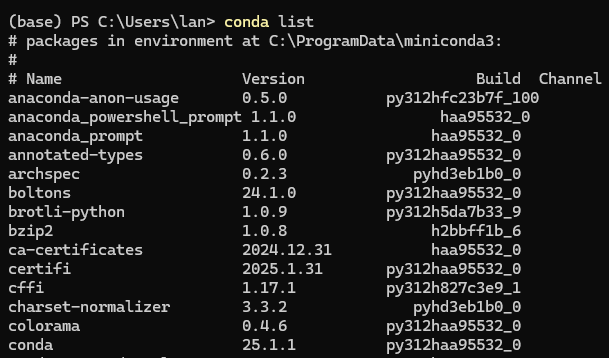 (base) PS C:\Users\lan> conda list
# packages in environment at C:\ProgramData\miniconda3:
#
# Name                    Version                   Build  Channel
anaconda-anon-usage       0.5.0           py312hfc23b7f_100
anaconda_powershell_prompt 1.1.0                haa95532_0
anaconda_prompt           1.1.0                haa95532_0
annotated-types           0.6.0           py312haa95532_0
archspec                  0.2.3              pyhd3eb1b0_0
boltons                   24.1.0          py312haa95532_0
brotli-python             1.0.9           py312h5da7b33_9
bzip2                     1.0.8                h2bbff1b_6
ca-certificates           2024.12.31           haa95532_0
certifi                   2025.1.31       py312haa95532_0
cffi                      1.17.1          py312h827c3e9_1
charset-normalizer        3.3.2              pyhd3eb1b0_0
colorama                  0.4.6           py312haa95532_0
conda                     25.1.1          py312haa95532_0